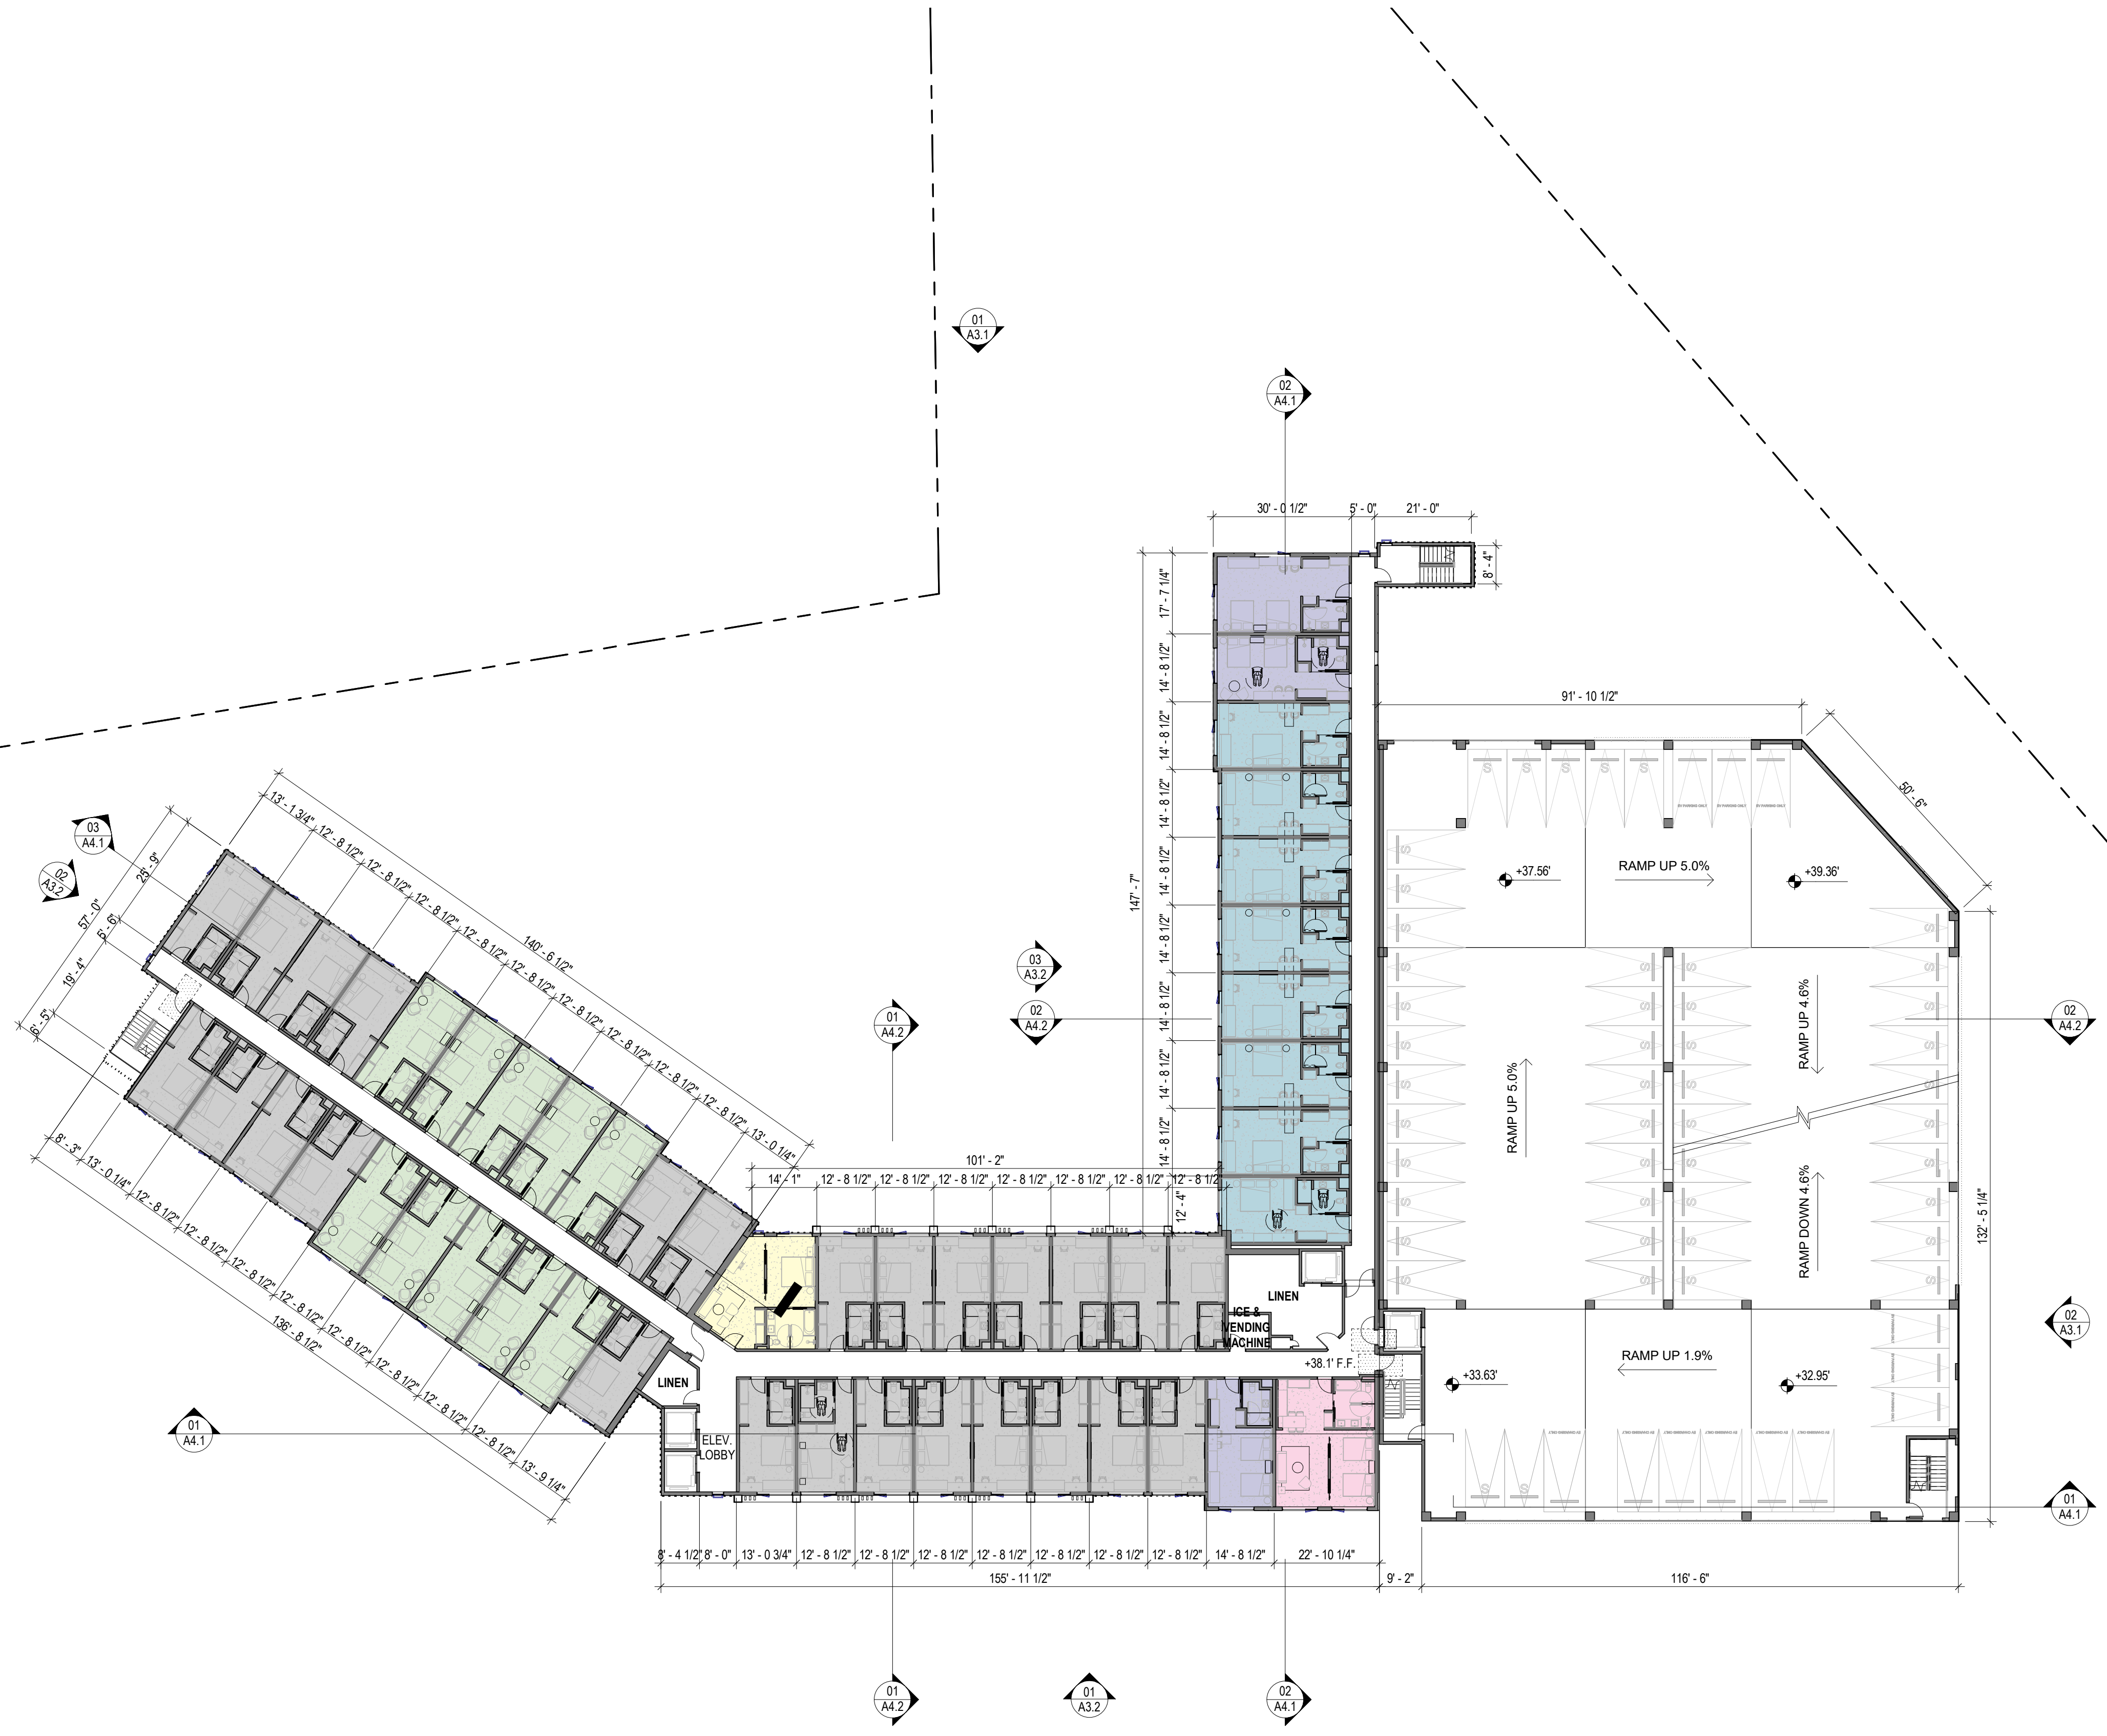 01
A3.1
02
A4.1
30' - 0 1/2"
5' - 0"
21' - 0"
8' - 4"
17' - 7 1/4"
14' - 8 1/2"
14' - 8 1/2"
14' - 8 1/2"
14' - 8 1/2"
14' - 8 1/2"
14' - 8 1/2"
14' - 8 1/2"
14' - 8 1/2"
12' - 4"
147' - 7"
91' - 10 1/2"
50' - 6"
S
S
S
S
S
+37.56'
RAMP UP 5.0%
+39.36'
RAMP UP 4.6%
RAMP UP 5.0%
RAMP DOWN 4.6%
132' - 5 1/4"
02
A4.2
02
A3.1
01
A4.1
03
A4.1
02
A3.2
57' - 0"
25' - 9"
5' - 6"
19' - 4"
6' - 5"
13' - 1 3/4"
12' - 8 1/2"
12' - 8 1/2"
12' - 8 1/2"
12' - 8 1/2"
12' - 8 1/2"
12' - 8 1/2"
12' - 8 1/2"
12' - 8 1/2"
12' - 8 1/2"
13' - 0 1/4"
140' - 6 1/2"
03
A3.2
02
A4.2
01
A4.2
101' - 2"
14' - 1"
12' - 8 1/2"
12' - 8 1/2"
12' - 8 1/2"
12' - 8 1/2"
12' - 8 1/2"
12' - 8 1/2"
12' - 8 1/2"
8' - 3"
13' - 0 1/4"
12' - 8 1/2"
12' - 8 1/2"
12' - 8 1/2"
12' - 8 1/2"
12' - 8 1/2"
12' - 8 1/2"
12' - 8 1/2"
12' - 8 1/2"
13' - 9 1/4"
136' - 8 1/2"
LINEN
ICE &
VENDING
MACHINE
+38.1' F.F.
LINEN
ELEV.
LOBBY
+33.63'
RAMP UP 1.9%
+32.95'
S
S
01
A4.1
8' - 4 1/2"
8' - 0"
13' - 0 3/4"
12' - 8 1/2"
12' - 8 1/2"
12' - 8 1/2"
12' - 8 1/2"
12' - 8 1/2"
12' - 8 1/2"
12' - 8 1/2"
14' - 8 1/2"
22' - 10 1/4"
155' - 11 1/2"
9' - 2"
116' - 6"
01
A4.2
01
A3.2
02
A4.1